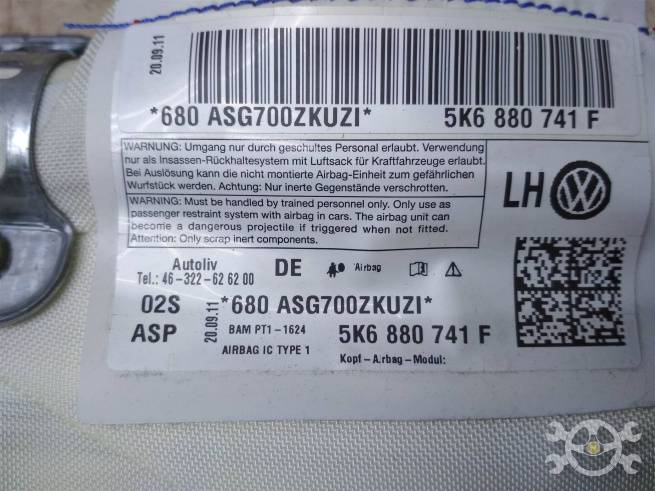 20.09.11
*680 ASG700ZKUZI*
5K6 880 741 F
WARNING: Umgang nur durch geschultes Personal erlaubt. Verwendung
nur als Insassen-Rückhaltesystem mit Luftsack für Kraftfahrzeuge erlaubt.
Bei Auslösung kann die nicht montierte Airbag-Einheit zum gefährlichen
Wurfstück werden. Achtung: Nur inerte Gegenstände verschrotten.
WARNING: Must be handled by trained personnel only. Use only as
passenger restraint system with airbag in cars. The airbag unit can
become a dangerous projectile if triggered when not fitted.
Attention: Only scrap inert components.
LH
Autoliv
Tel.: 46-322-62 62 00
DE
Airbag
02S
ASP
20.09.11
*680 ASG700ZKUZI*
BAM PT1-1624
5K6 880 741 F
AIRBAG IC TYPE 1
Kopf-Airbag-Modul: